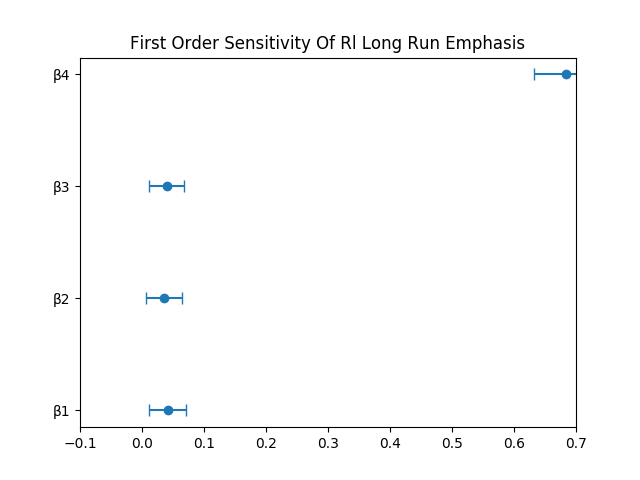 First Order Sensitivity Of Rl Long Run Emphasis
β4
β3
β2
β1
−0.1 0.0 0.1 0.2 0.3 0.4 0.5 0.6 0.7